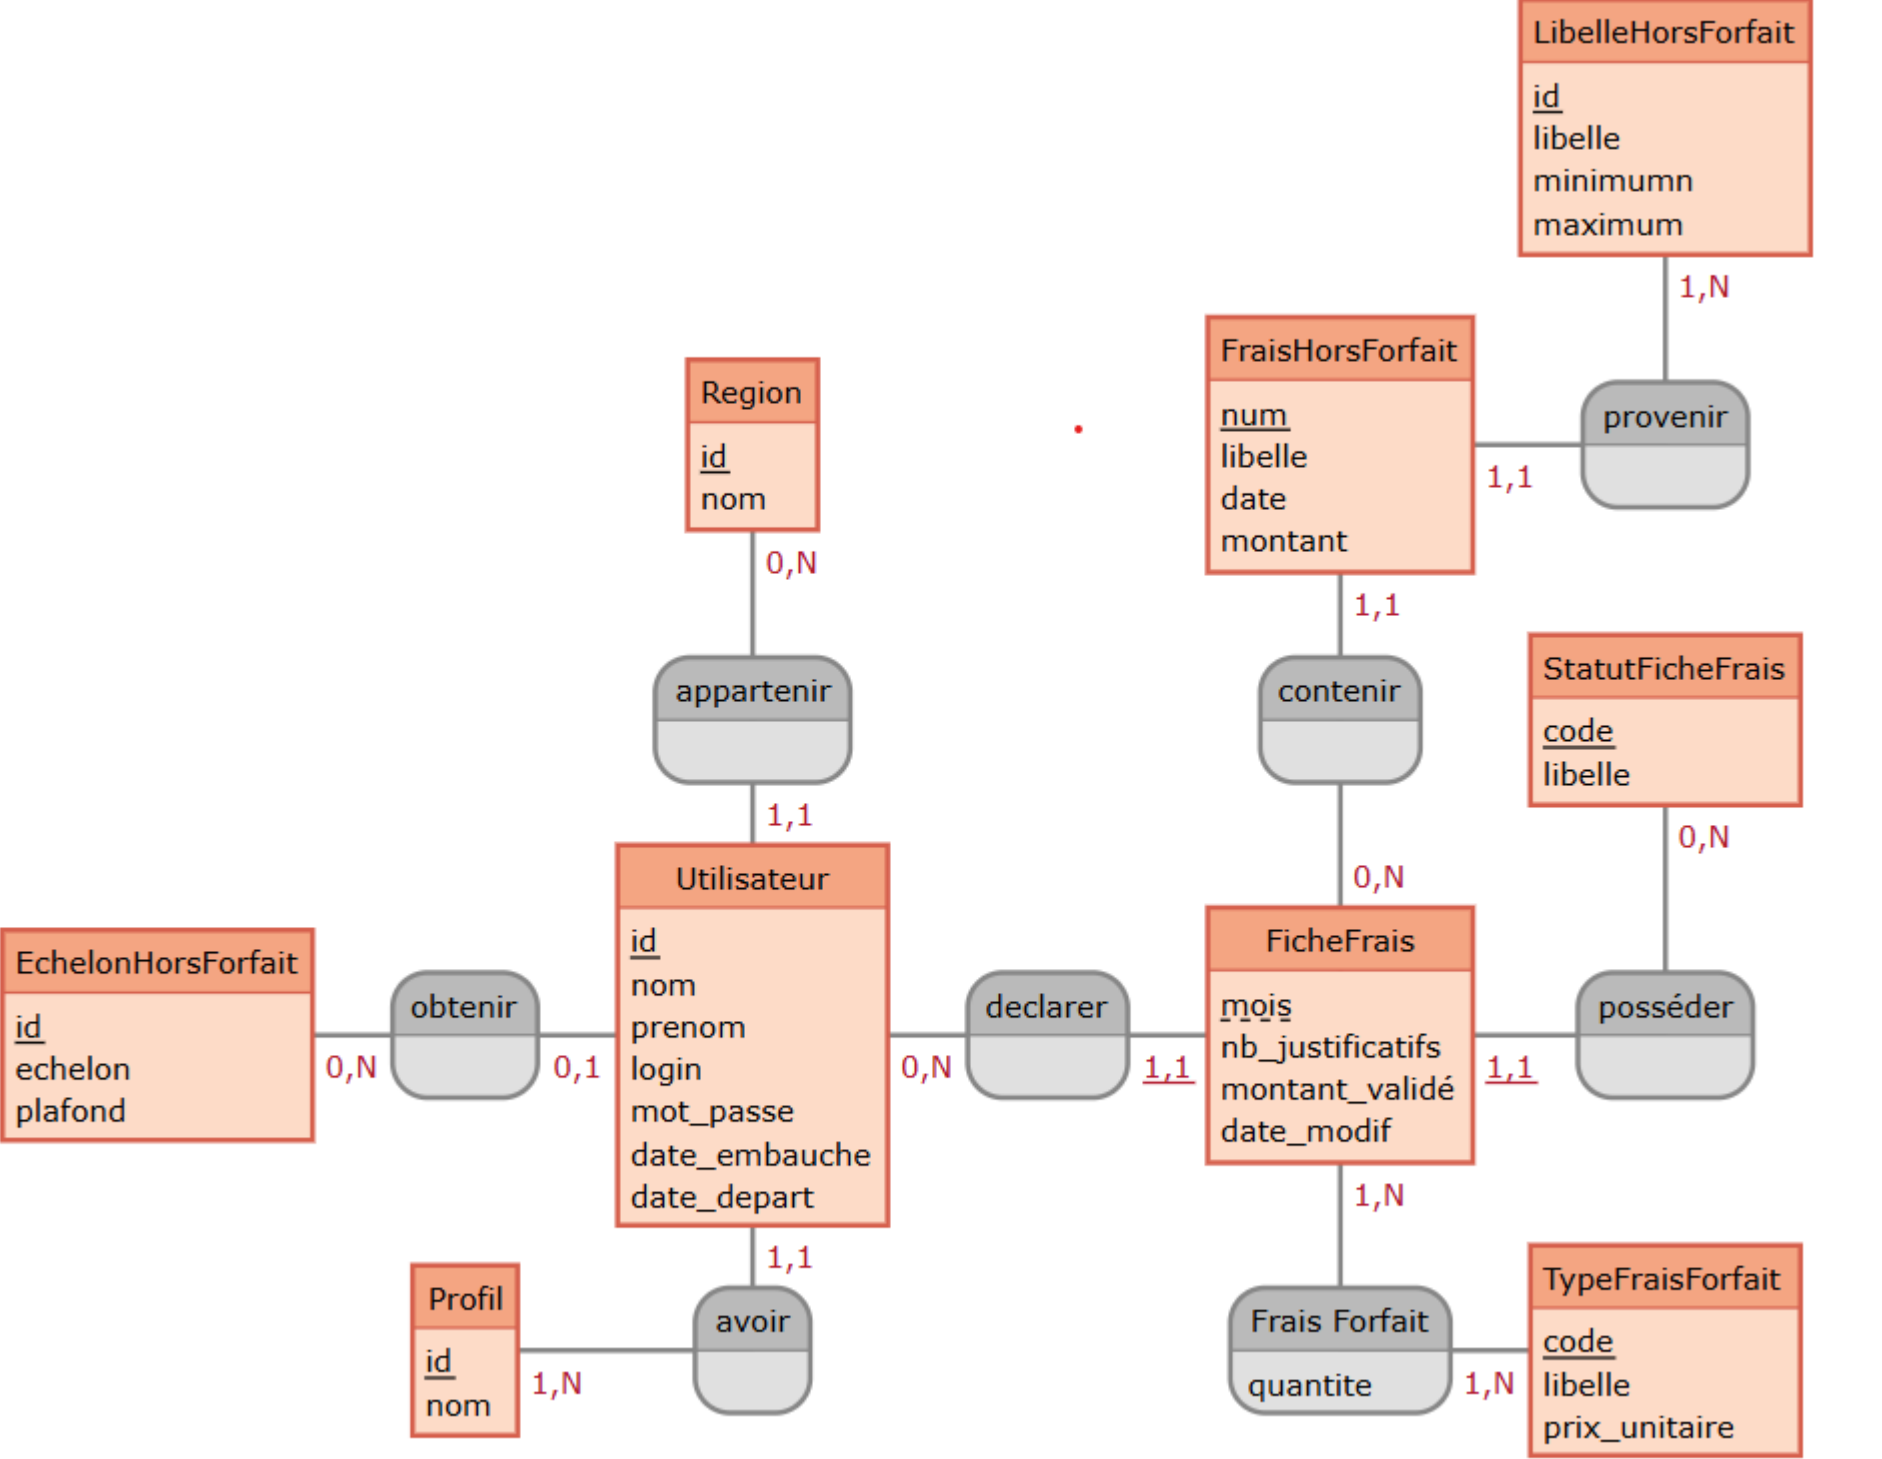 LibelleHorsForfait
id
libelle
minimumn
maximum
1,N
FraisHorsForfait
num
libelle
date
montant
1,1
provenir
1,1
Region
id
nom
0,N
appartenir
1,1
contenir
0,N
StatutFicheFrais
code
libelle
0,N
EchelonHorsForfait
id
echelon
plafond
0,N
obtenir
0,1
Utilisateur
id
nom
prenom
login
mot_passe
date_embauche
date_depart
0,N
declarer
1,1
FicheFrais
mois
nb_justificatifs
montant_validé
date_modif
1,1
posséder
1,1
1,N
Profil
id
nom
1,N
avoir
Frais Forfait
quantite
1,N
TypeFraisForfait
code
libelle
prix_unitaire